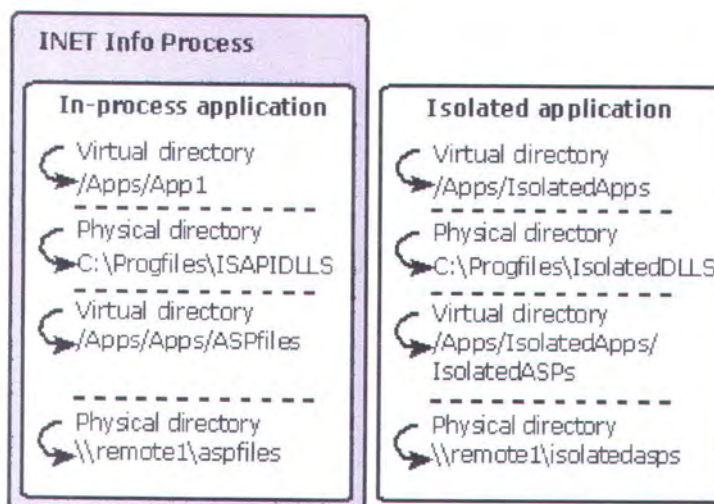 INET Info Process
In-process application
Virtual directory
/Apps/App1
Physical directory
C:\Progfiles\ISAPIDLLS
Virtual directory
/Apps/Apps/ASPfiles
Physical directory
\\remote1\aspfiles
Isolated application
Virtual directory
/Apps/IsolatedApps
Physical directory
C:\Progfiles\IsolatedDLLS
Virtual directory
/Apps/IsolatedApps/
IsolatedASPs
Physical directory
\\remote1\isolatedasps